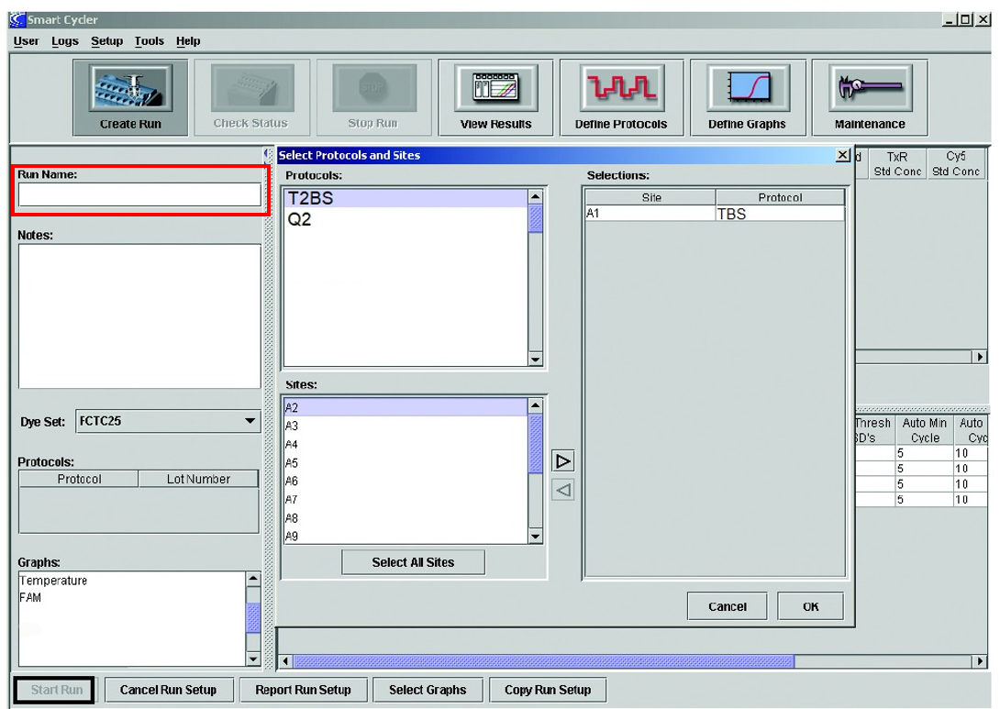 Smart Cycler
User Logs Setup Tools Help
Create Run
Check Status
STOP
Stop Run
View Results
Define Protocols
Define Graphs
Maintenance
Run Name:
Notes:
Dye Set: FCTC25
Protocols:
Protocol Lot Number
Graphs:
Temperature
FAM
Select Protocols and Sites
Protocols:
T2BS
Q2
Sites:
A2
A3
A4
A5
A6
A7
A8
A9
Select All Sites
Selections:
Site Protocol
A1 TBS
Cancel OK
d TxR Cy5
Std Conc Std Conc
Thresh Auto Min Auto
SD's Cycle Cyc
5 10
5 10
5 10
5 10
Start Run Cancel Run Setup Report Run Setup Select Graphs Copy Run Setup